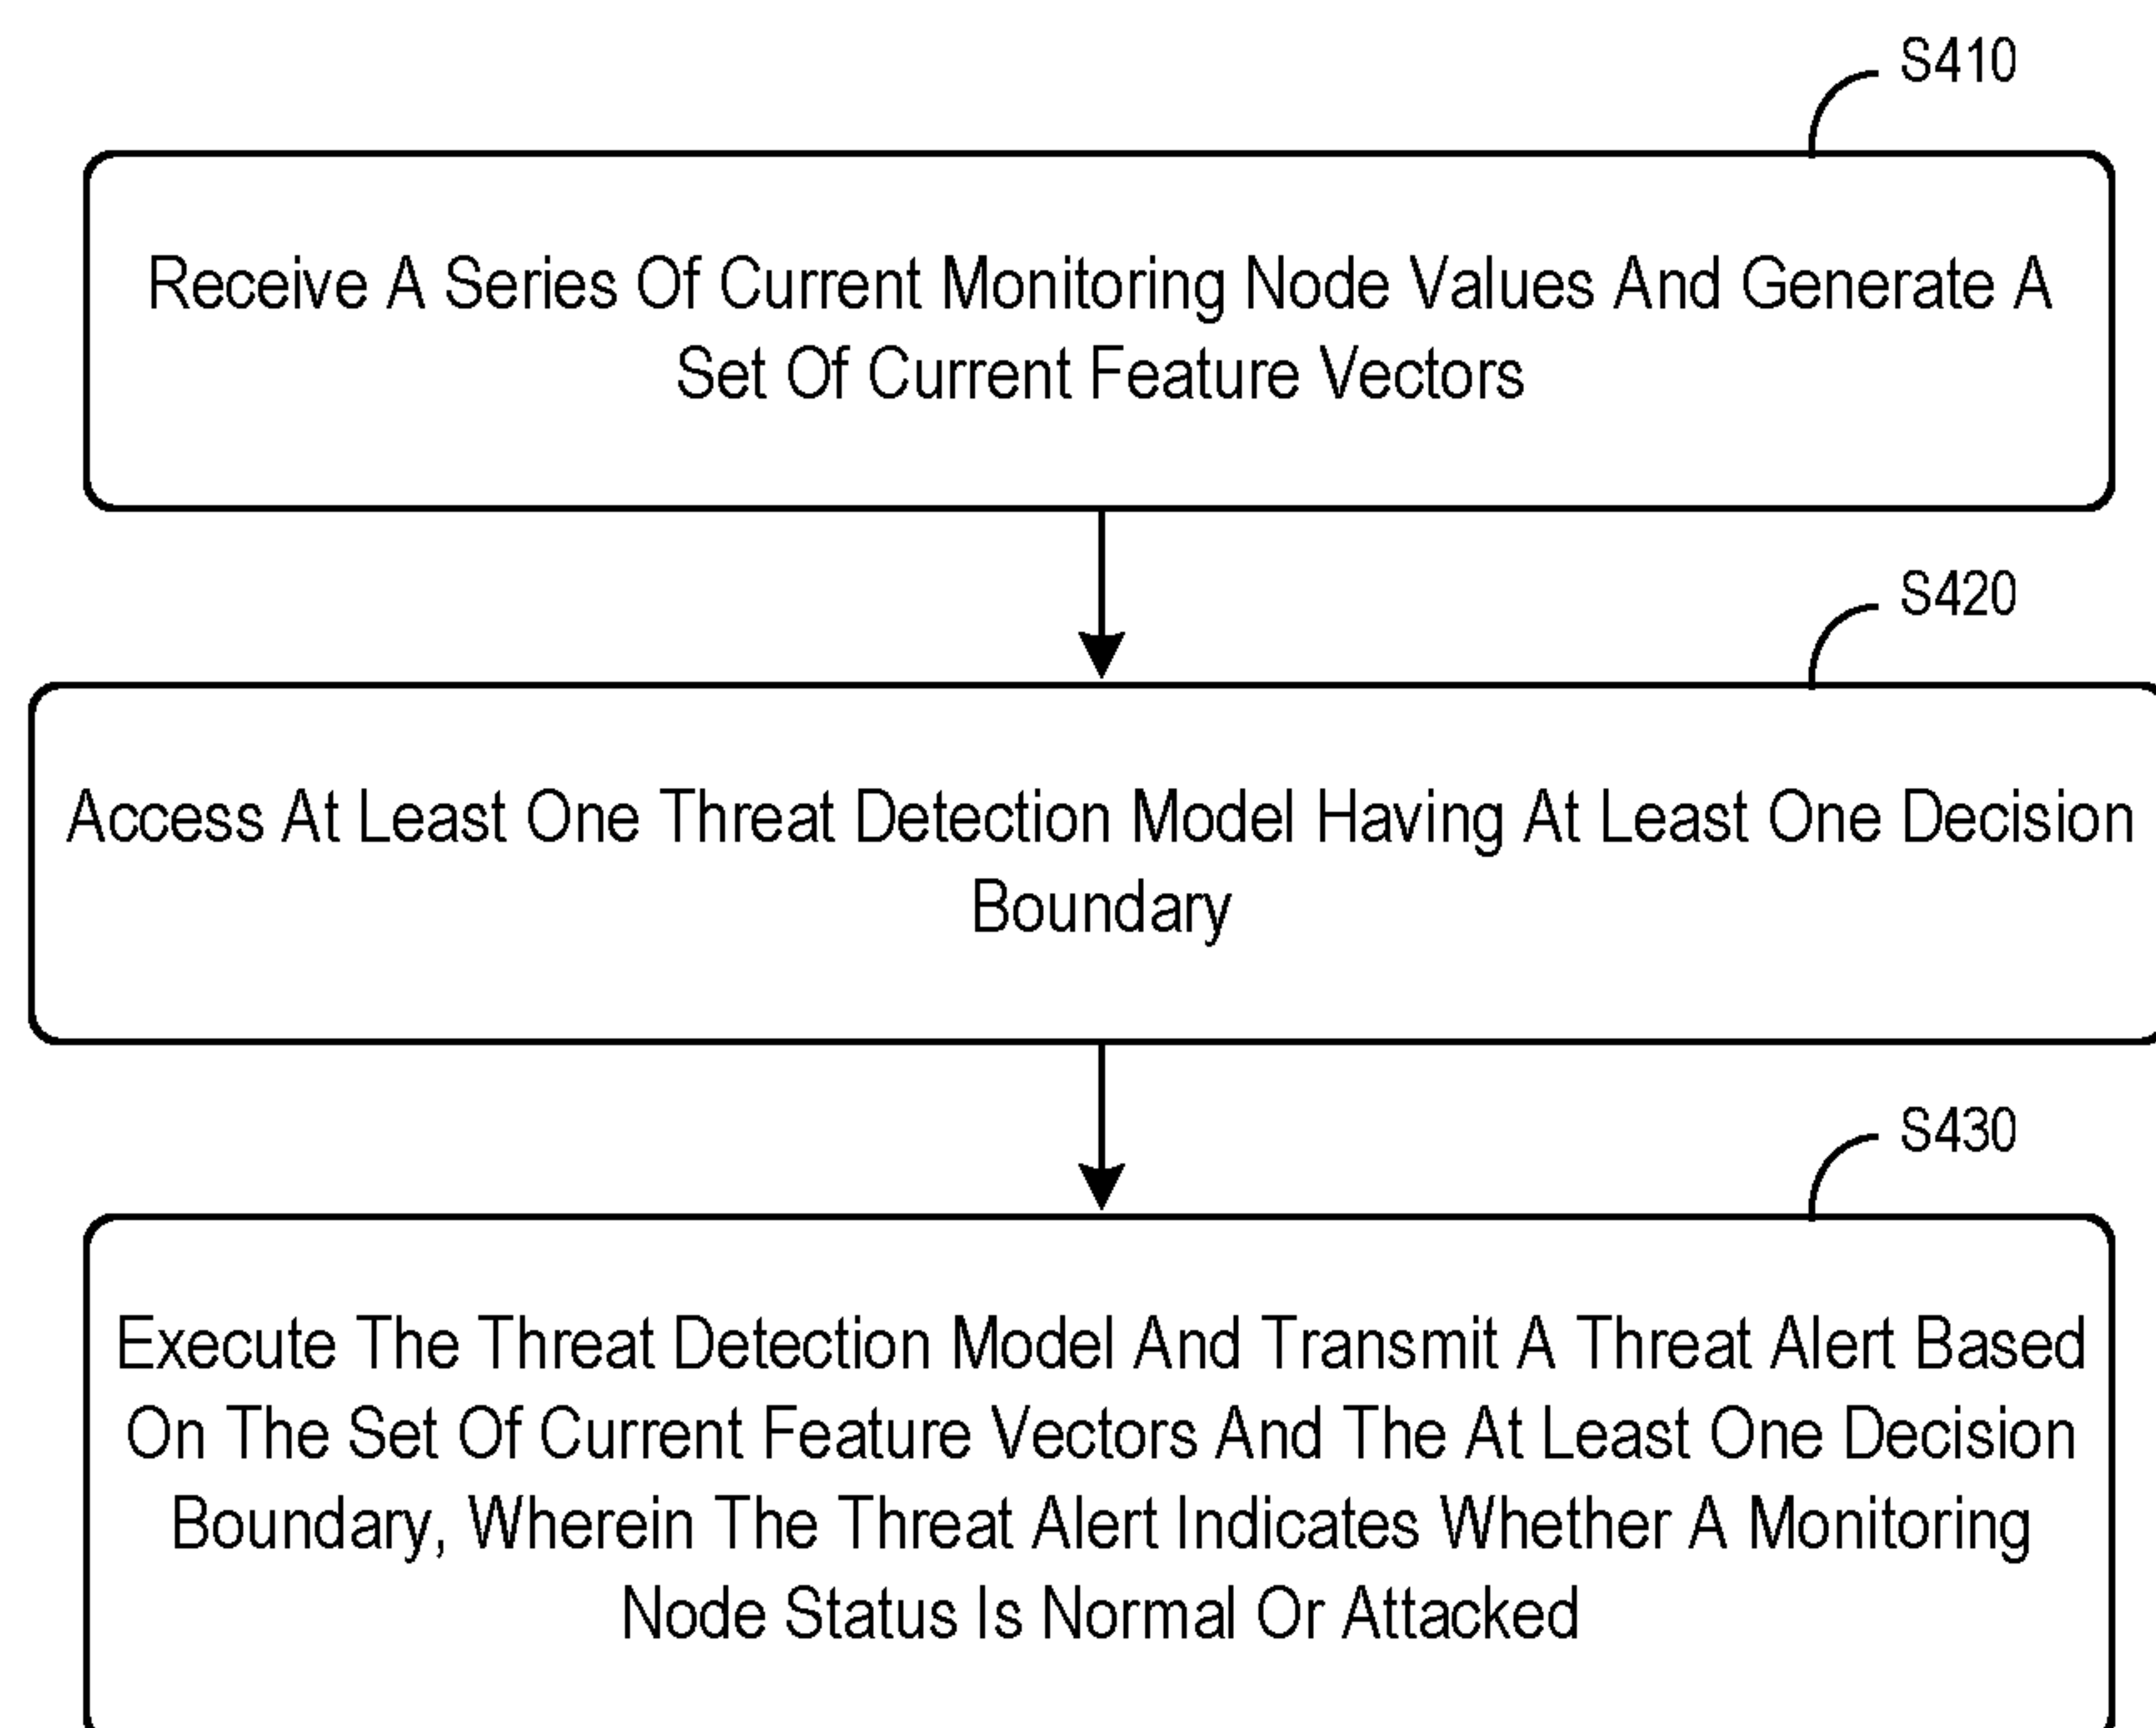 S410
Receive A Series Of Current Monitoring Node Values And Generate A
Set Of Current Feature Vectors
S420
Access At Least One Threat Detection Model Having At Least One Decision
Boundary
S430
Execute The Threat Detection Model And Transmit A Threat Alert Based
On The Set Of Current Feature Vectors And The At Least One Decision
Boundary, Wherein The Threat Alert Indicates Whether A Monitoring
Node Status Is Normal Or Attacked